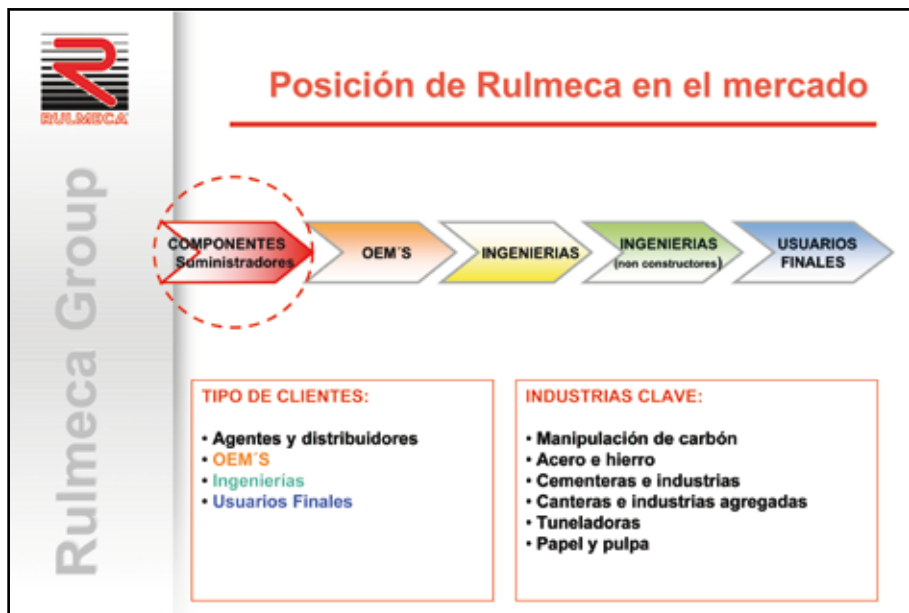 RULMECA
Rulmeca Group
Posición de Rulmeca en el mercado
COMPONENTES
Suministradores
OEM´S
INGENIERIAS
INGENIERIAS
(non constructores)
USUARIOS
FINALES
TIPO DE CLIENTES:
• Agentes y distribuidores
• OEM´S
• Ingenierías
• Usuarios Finales
INDUSTRIAS CLAVE:
• Manipulación de carbón
• Acero e hierro
• Cementeras e industrias
• Canteras e industrias agregadas
• Tuneladoras
• Papel y pulpa